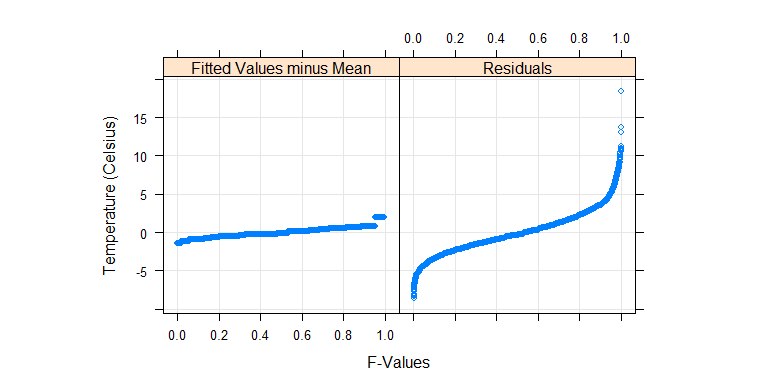 0.0 0.2 0.4 0.6 0.8 1.0
Fitted Values minus Mean Residuals
Temperature (Celsius)
15
10
5
0
-5
0.0 0.2 0.4 0.6 0.8 1.0
F-Values